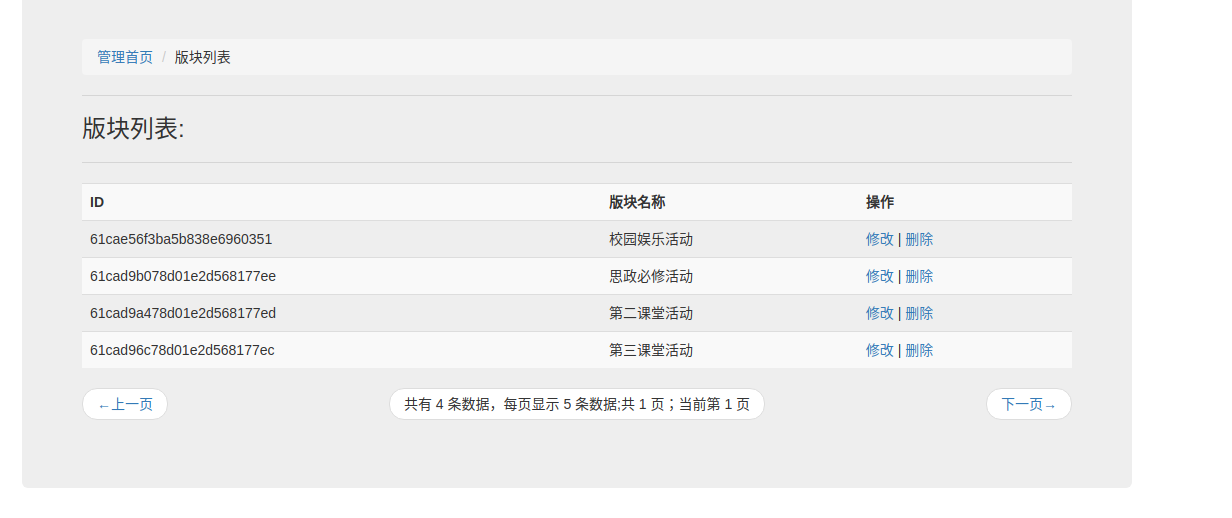 管理首页 / 版块列表
版块列表:
ID 版块名称 操作
61cae56f3ba5b838e6960351 校园娱乐活动 修改 | 删除
61cad9b078d01e2d568177ee 思政必修活动 修改 | 删除
61cad9a478d01e2d568177ed 第二课堂活动 修改 | 删除
61cad96c78d01e2d568177ec 第三课堂活动 修改 | 删除
←上一页 共有 4 条数据，每页显示 5 条数据;共 1 页；当前第 1 页 下一页→